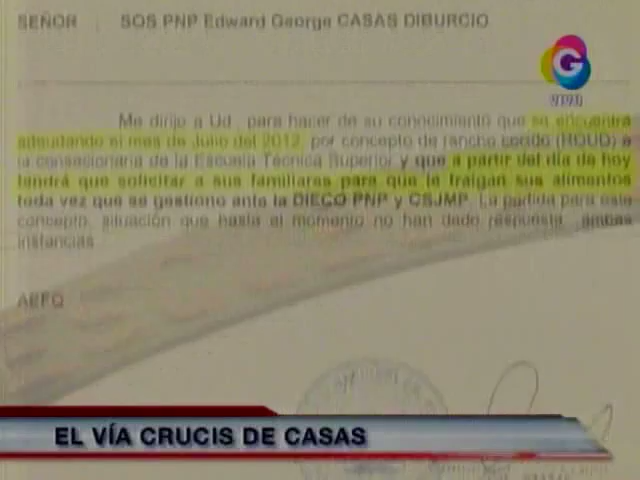 SEÑOR : SOS PNP Edward George CASAS DIBURCIO
G
Me dirijo a Ud., para hacer de su conocimiento que se encuentra
adeudando el mes de Julio del 2012, por concepto de rancho cocido (HOUD) a
la consecionaria de la Escuela Técnica Superior y que a partir del día de hoy
tendrá que solicitar a sus familiares para que le traigan sus alimentos
toda vez que se gestiono ante la DIECO PNP y CSJMP. La partida para este
concepto, situación que hasta el momento no han dado respuesta ambas
instancias
AEFQ
EL VÍA CRUCIS DE CASAS